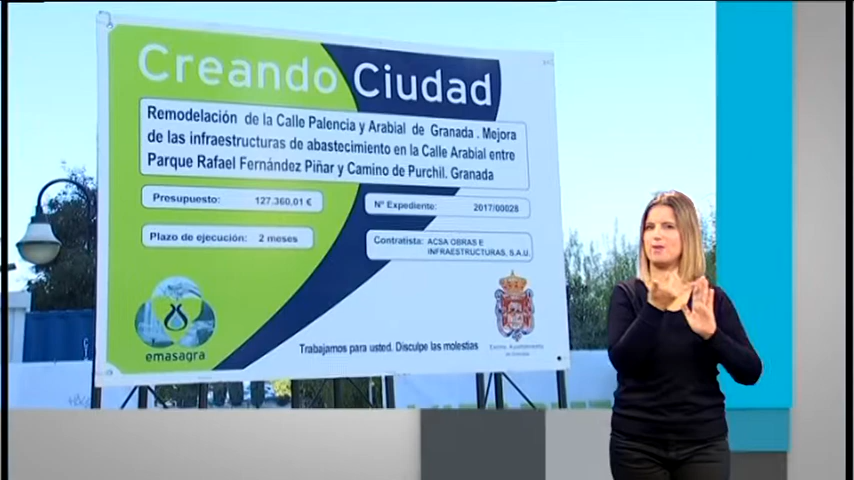 Creando Ciudad
Remodelación de la Calle Palencia y Arabial de Granada . Mejora
de las infraestructuras de abastecimiento en la Calle Arabial entre
Parque Rafael Fernández Piñar y Camino de Purchil. Granada
Presupuesto: 127.360,01 €
Nº Expediente: 2017/00028
Plazo de ejecución: 2 meses
Contratista: ACSA OBRAS E
INFRAESTRUCTURAS, S.A.U.
emasagra
Trabajamos para usted. Disculpe las molestias